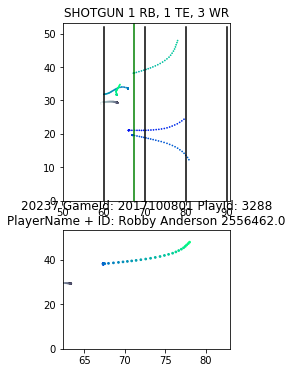 SHOTGUN 1 RB, 1 TE, 3 WR
50
40
30
20
10
0
50 60 70 80 90
20237 GameId: 2017100801 PlayId: 3288
PlayerName + ID: Robby Anderson 2556462.0
40
20
0
65 70 75 80